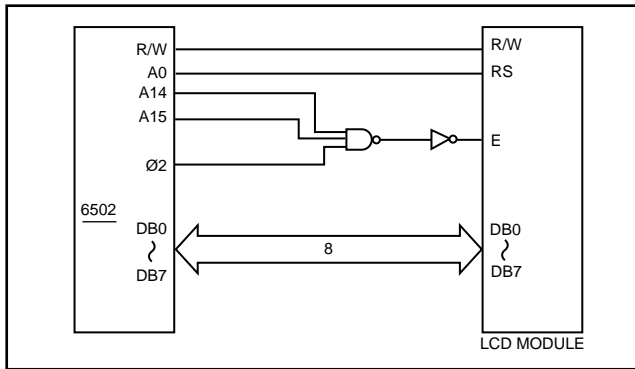 R/W
A0
A14
A15
Ø2
6502
DB0
DB7
8
R/W
RS
E
DB0
DB7
LCD MODULE